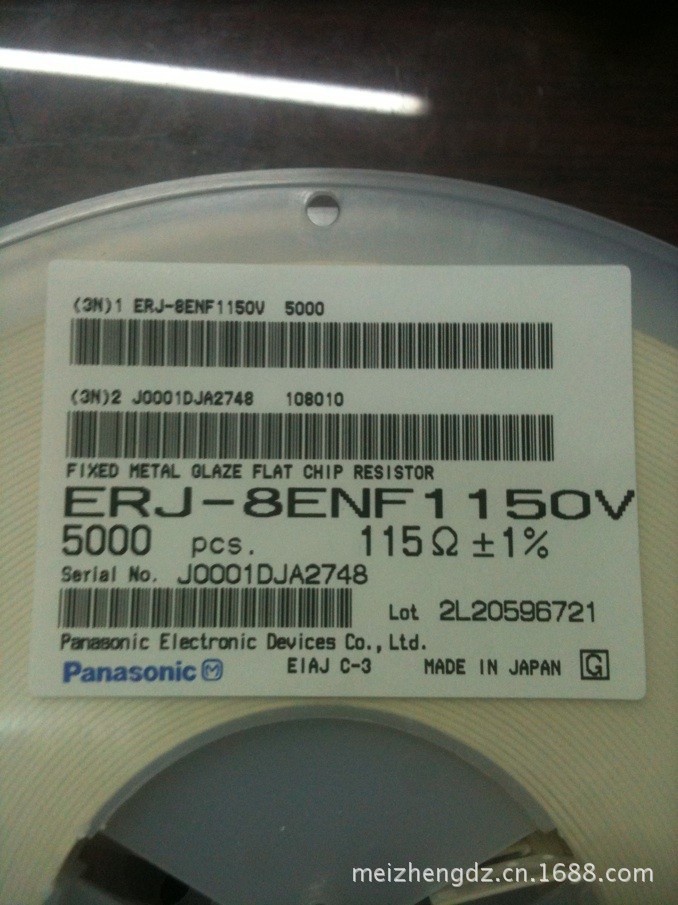 (3N)1 ERJ-8ENF1150V 5000
(3N)2 J0001DJA2748 108010
FIXED METAL GLAZE FLAT CHIP RESISTOR
ERJ-8ENF1150V
5000 pcs. 115Ω ±1%
Serial No. J0001DJA2748
Lot 2L20596721
Panasonic Electronic Devices Co., Ltd.
Panasonic M EIAJ C-3 MADE IN JAPAN G
meizhengdz.cn.1688.com